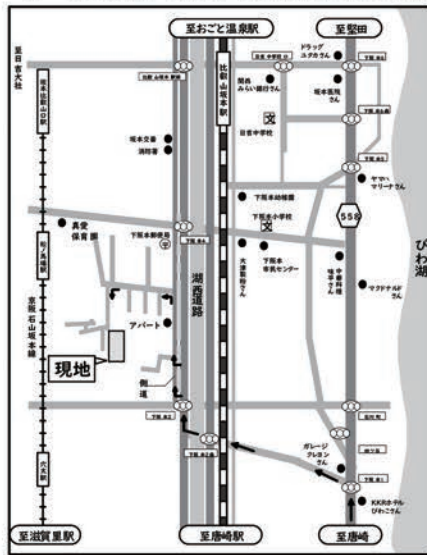 至おごと温泉駅
至堅田
至日吉大社
坂本比叡山口駅
比叡山坂本駅
ドラッグ
ユタカさん
関西
みらい銀行さん
坂本医院
さん
坂本交番
消防署
文
日吉中学校
ヤマハ
マリーナさん
558
びわ湖
真愛
保育園
松ノ馬場駅
下阪本郵便局
下阪本幼稚園
下阪本小学校
文
大津製粉さん
下阪本
市民センター
中華料理
味平さん
マクドナルドさん
湖西道路
京阪石山坂本線
アパート
現地
側道
穴太駅
ガレージ
クレヨン
さん
KKRホテル
びわこさん
至滋賀里駅
至唐崎駅
至唐崎